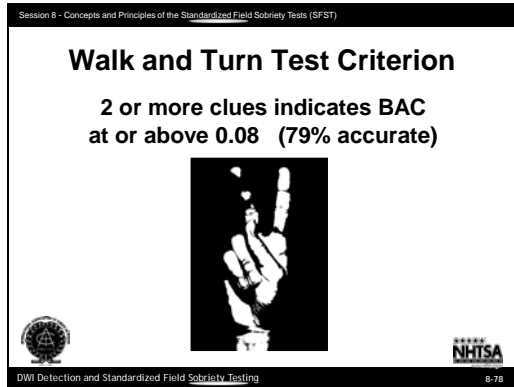 Session 8 - Concepts and Principles of the Standardized Field Sobriety Tests (SFST)
Walk and Turn Test Criterion
2 or more clues indicates BAC
at or above 0.08 (79% accurate)
NHTSA
DWI Detection and Standardized Field Sobriety Testing
8-78